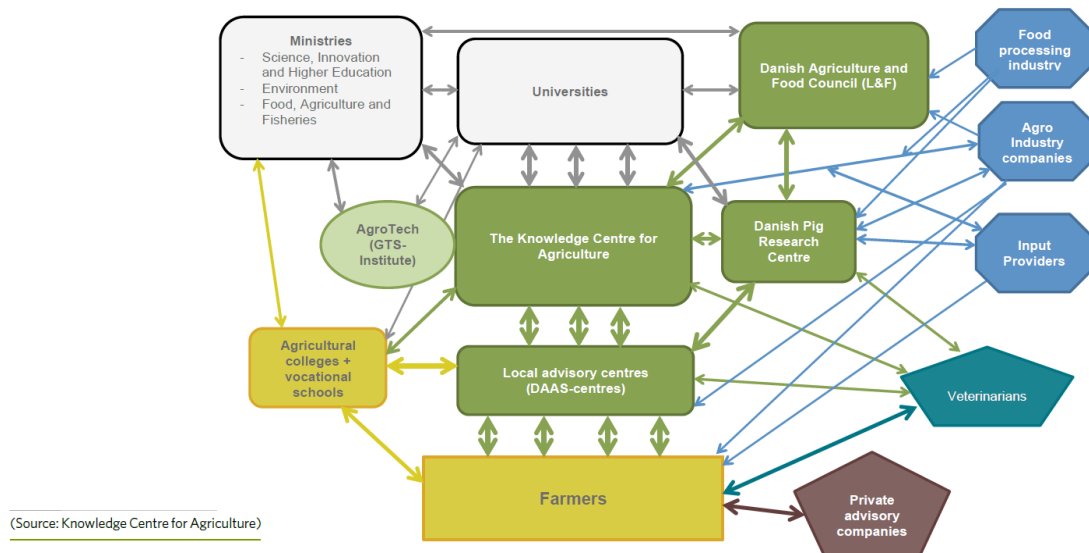 Ministries
- Science, Innovation
and Higher Education
- Environment
- Food, Agriculture and
Fisheries
Universities
Danish Agriculture and
Food Council (L&F)
Food
processing
industry
Agro
Industry
companies
AgroTech
(GTS-
Institute)
The Knowledge Centre for
Agriculture
Danish Pig
Research
Centre
Input
Providers
Agricultural
colleges +
vocational
schools
Local advisory centres
(DAAS-centres)
Veterinarians
Farmers
Private
advisory
companies
(Source: Knowledge Centre for Agriculture)